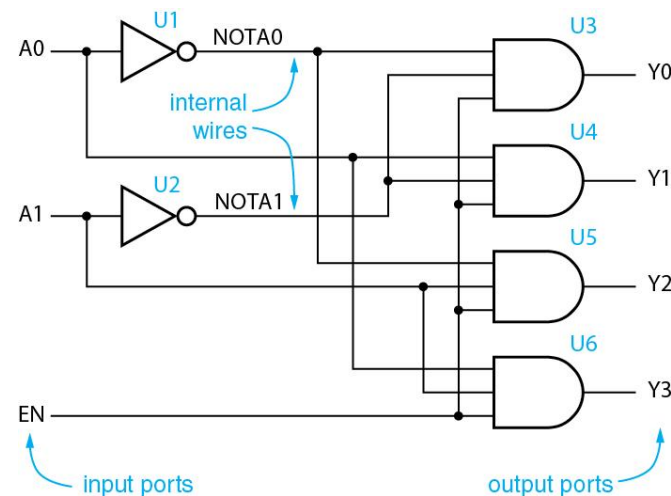 U1
U3
A0
NOTA0
Y0
internal
wires
U4
U2
Y1
A1
NOTA1
U5
Y2
U6
Y3
EN
input ports
output ports